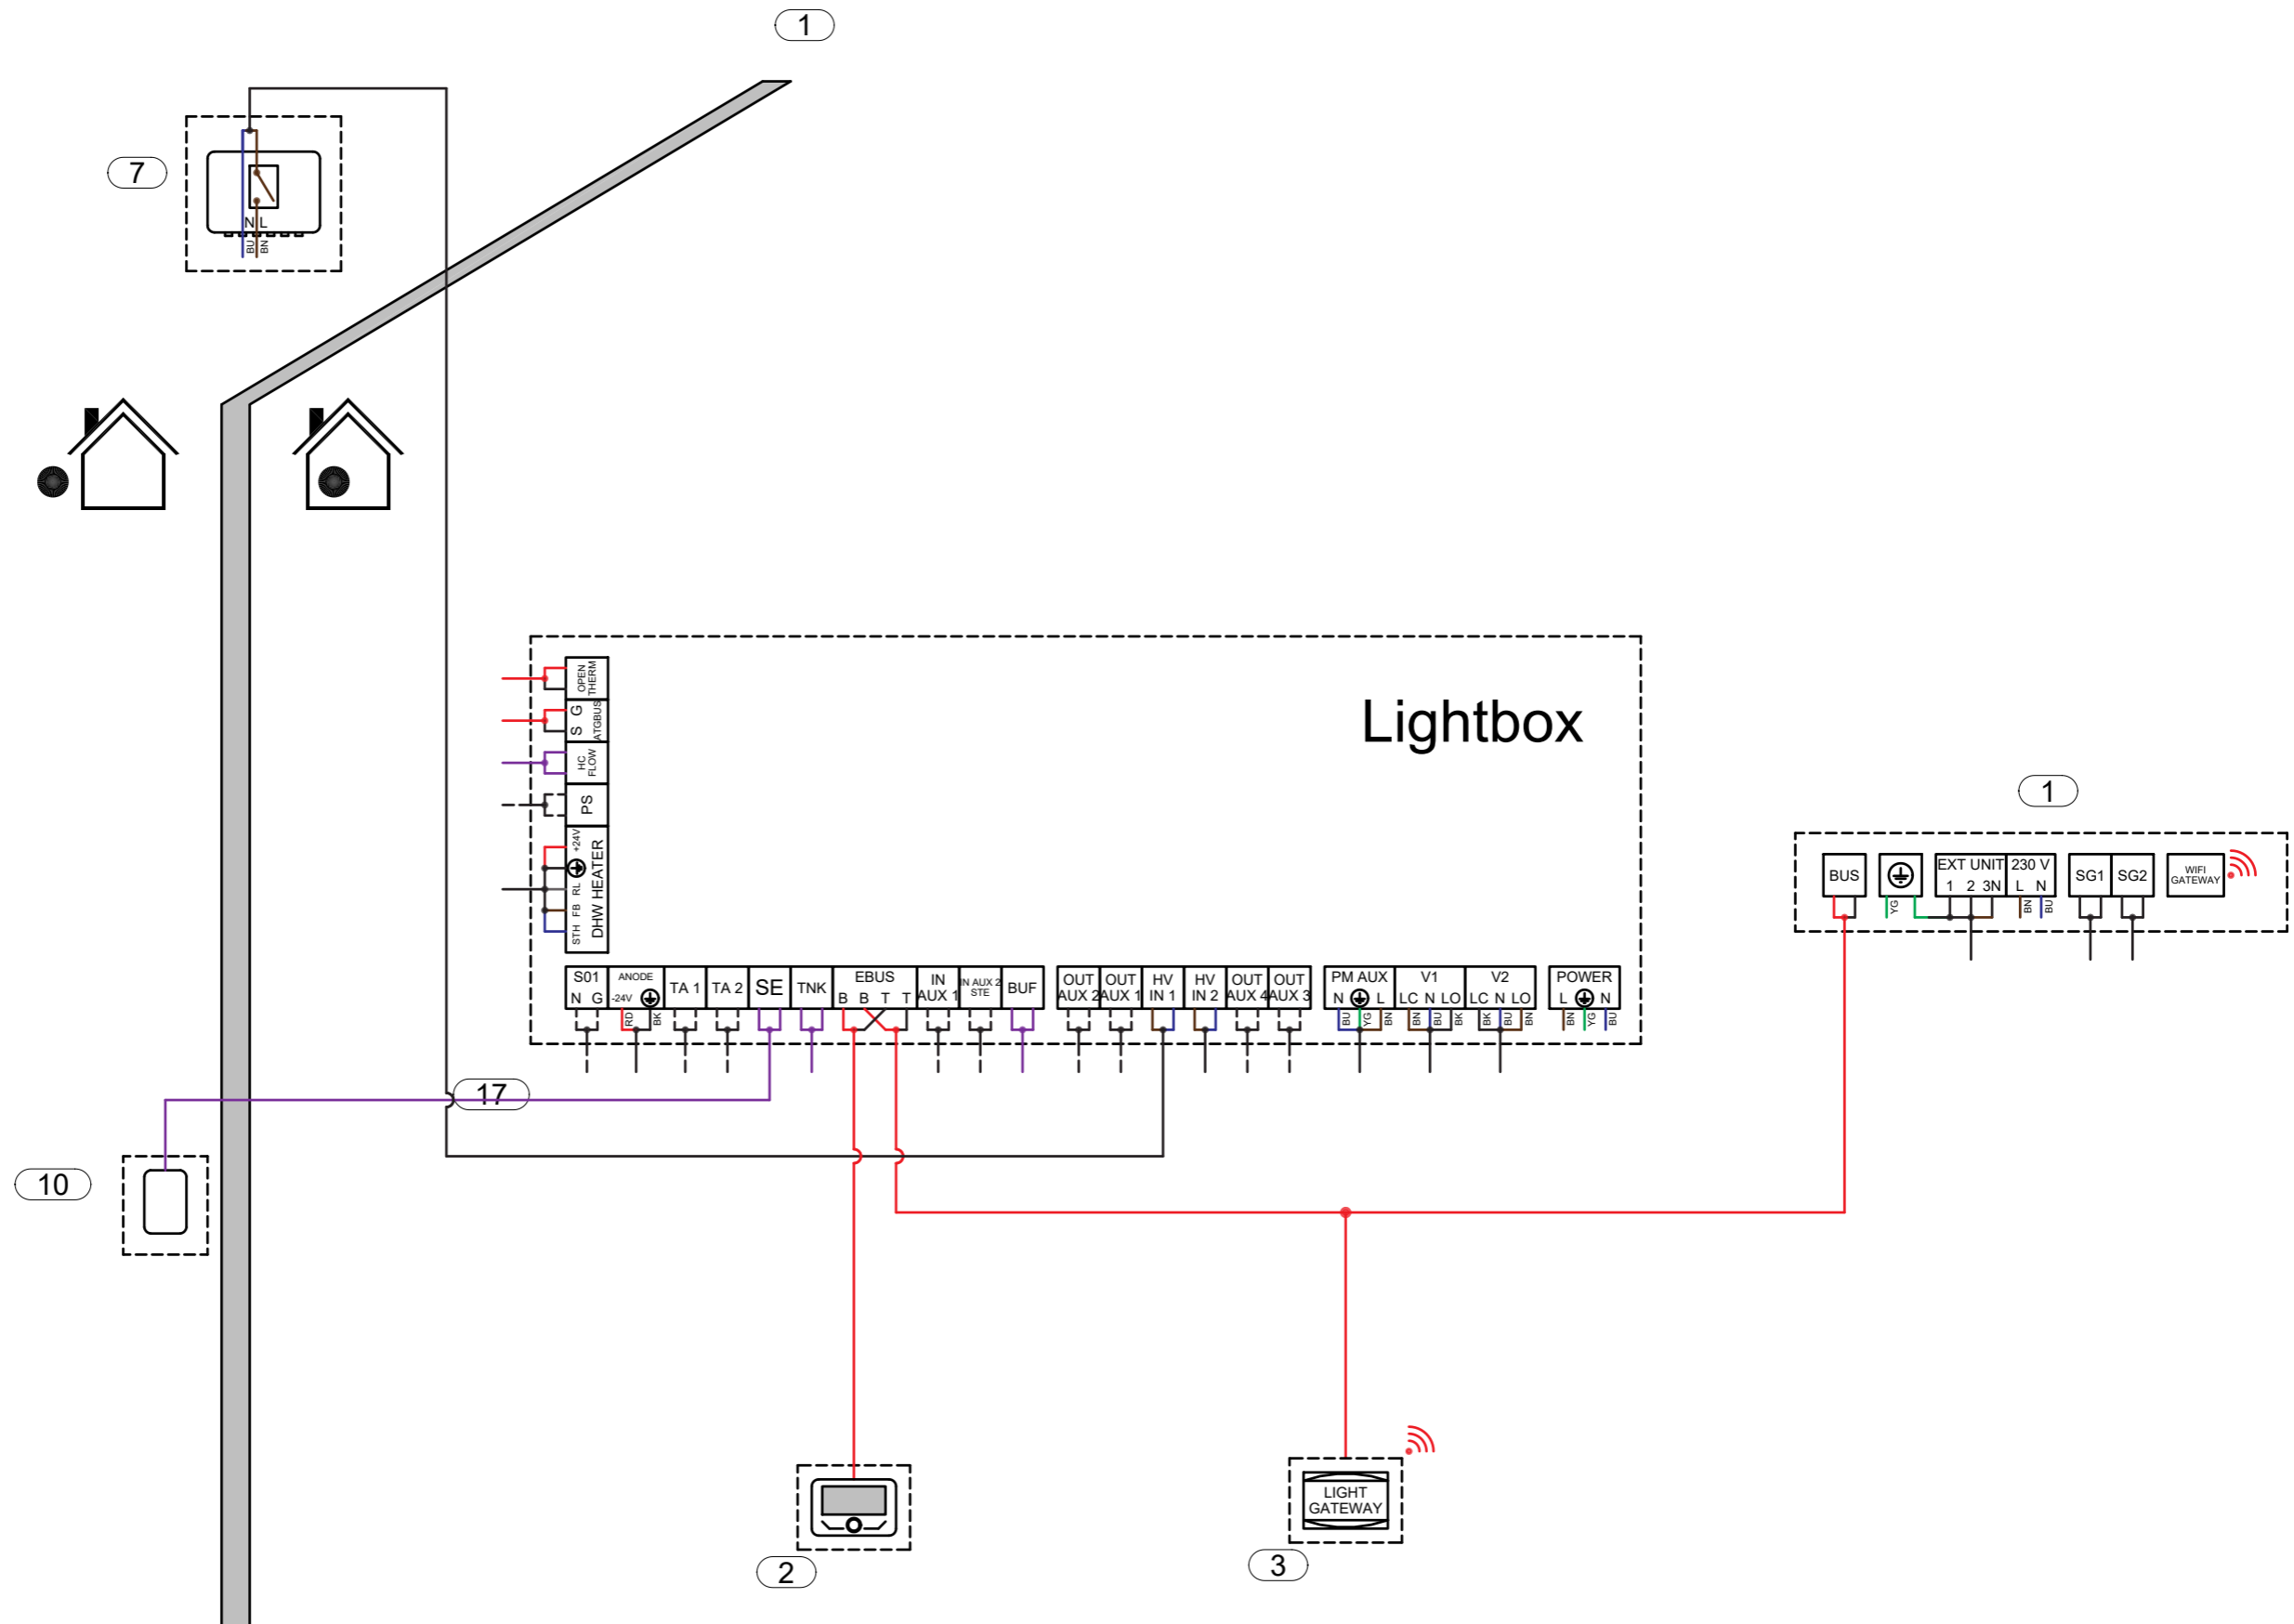 1
7
N L
BU
BN
Lightbox
OPEN
THERM
S G
ATGBUS
HC
FLOW
PS
STH FB RL +24V
DHW HEATER
S01
N G
ANODE
-24V
RD
BK
TA 1
TA 2
SE
TNK
EBUS
B B T T
IN
AUX 1
IN AUX 2
STE
BUF
OUT
AUX 2
OUT
AUX 1
HV
IN 1
HV
IN 2
OUT
AUX 4
OUT
AUX 3
PM AUX
N L
BU
YG
BN
V1
LC N LO
BN
BU
BK
V2
LC N LO
BK
BU
BN
POWER
L N
BN
YG
BU
1
BUS
YG
EXT UNIT
1 2 3N
230 V
L N
BN
BU
SG1
SG2
WIFI
GATEWAY
17
10
2
LIGHT
GATEWAY
3